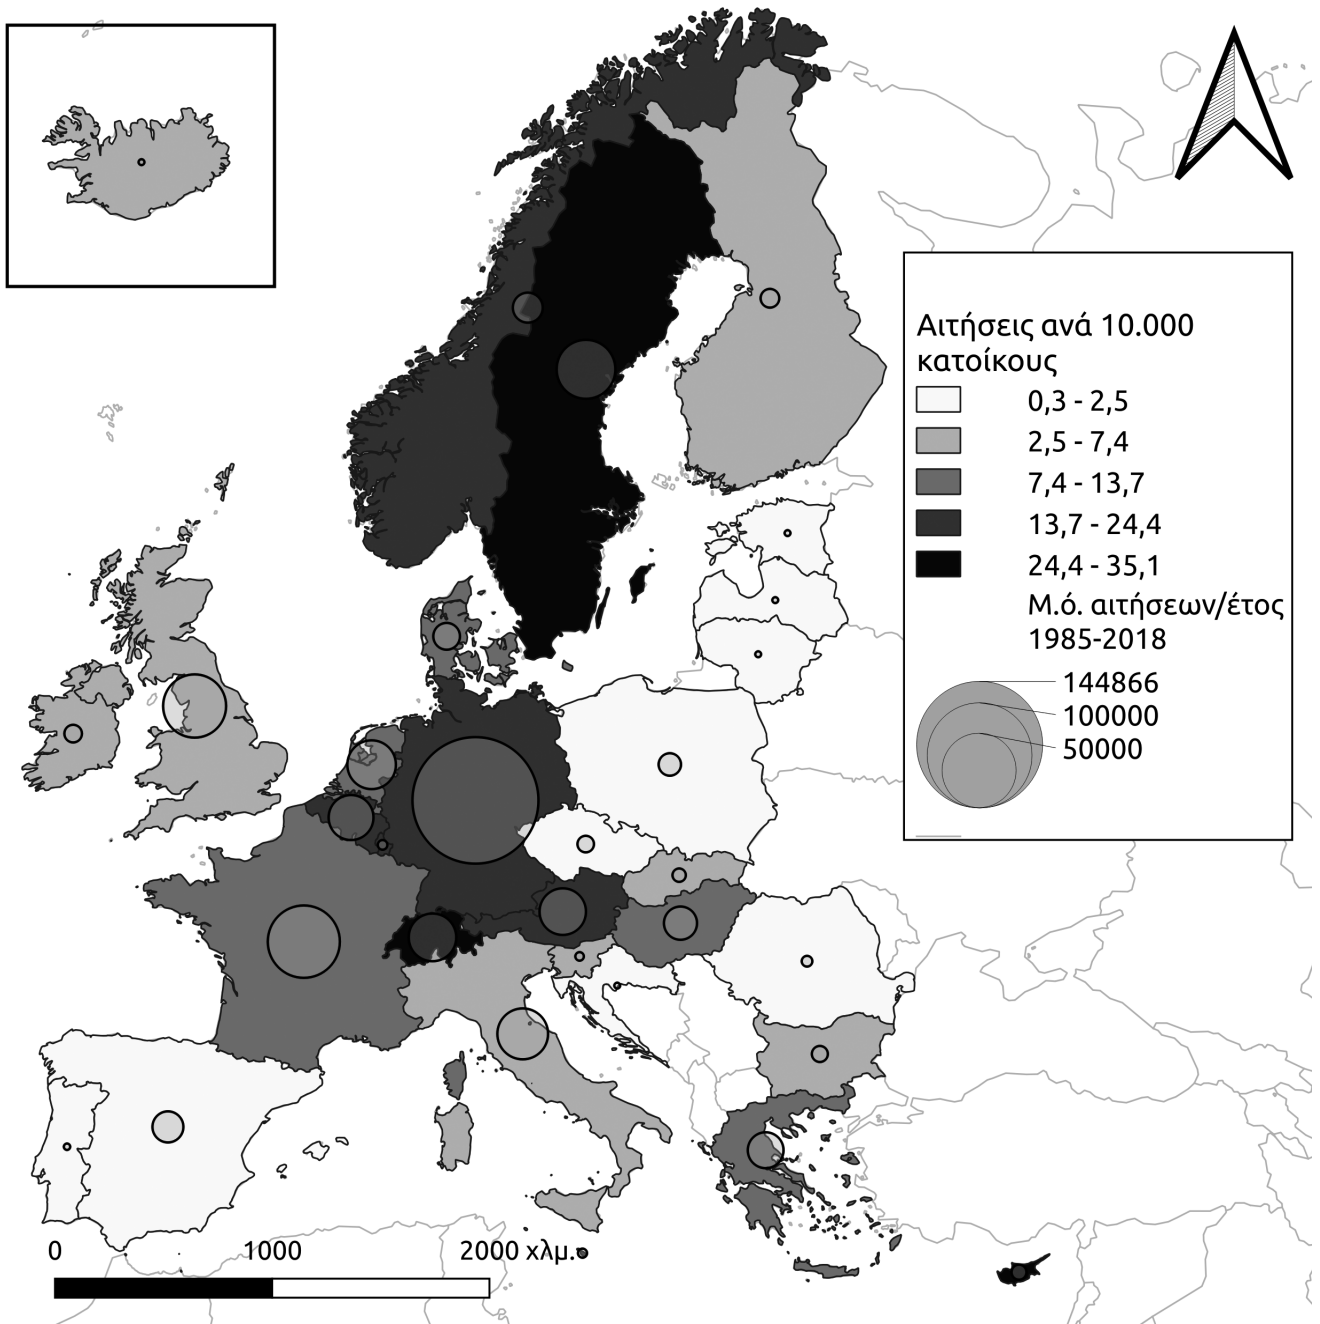 Αιτήσεις ανά 10.000
κατοίκους
0,3 - 2,5
2,5 - 7,4
7,4 - 13,7
13,7 - 24,4
24,4 - 35,1
Μ.ό. αιτήσεων/έτος
1985-2018
144866
100000
50000
0 1000 2000 χλμ.